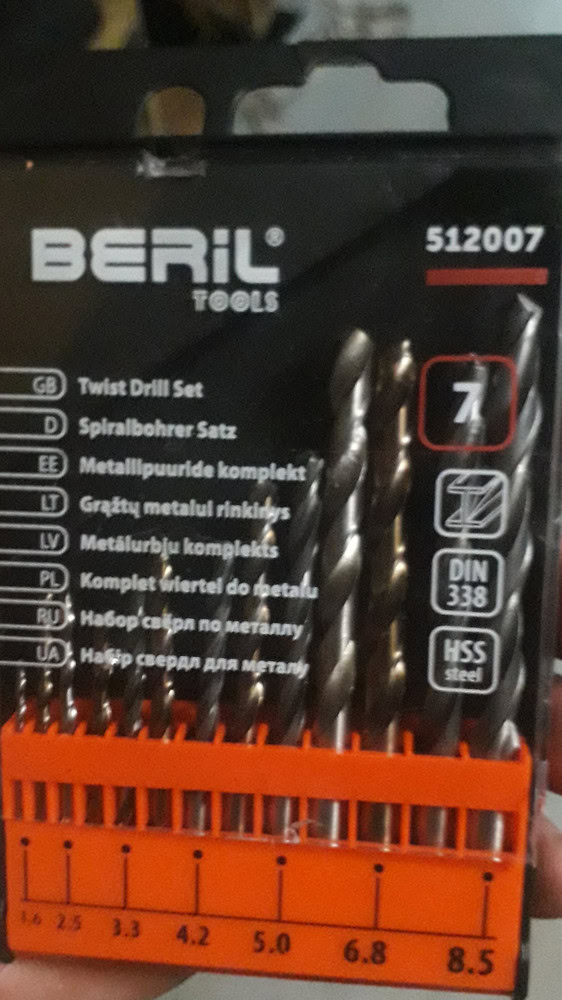 BERiL®
TOOLS
512007
GB Twist Drill Set
D Spiralbohrer Satz
EE Metallipuuride komplekt
LT Grąžtų metalui rinkinys
LV Metālurbju komplekts
PL Komplet wierteł do metalu
RU Набор свёрл по металлу
UA Набір свердл для металу
7
DIN
338
HSS
steel
1.6 2.5 3.3 4.2 5.0 6.8 8.5